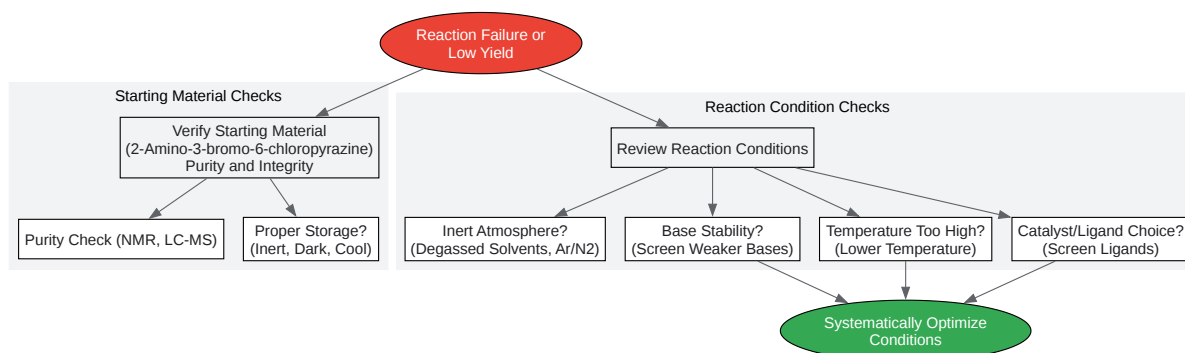 Reaction Failure or
Low Yield
Starting Material Checks
Verify Starting Material
(2-Amino-3-bromo-6-chloropyrazine)
Purity and Integrity
Purity Check (NMR, LC-MS)
Proper Storage?
(Inert, Dark, Cool)
Reaction Condition Checks
Review Reaction Conditions
Inert Atmosphere?
(Degassed Solvents, Ar/N2)
Base Stability?
(Screen Weaker Bases)
Temperature Too High?
(Lower Temperature)
Catalyst/Ligand Choice?
(Screen Ligands)
Systematically Optimize
Conditions